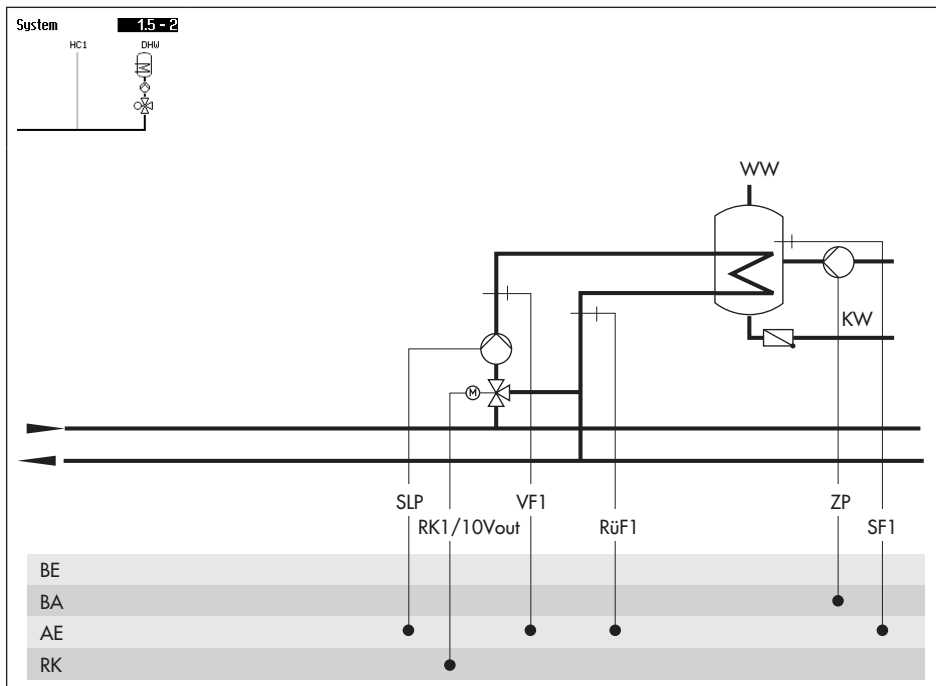 System 1.5 - 2
HC1 DHW
WW
KW
M
SLP VF1 ZP
RK1/10Vout RüF1 SF1
BE
BA
AE
RK